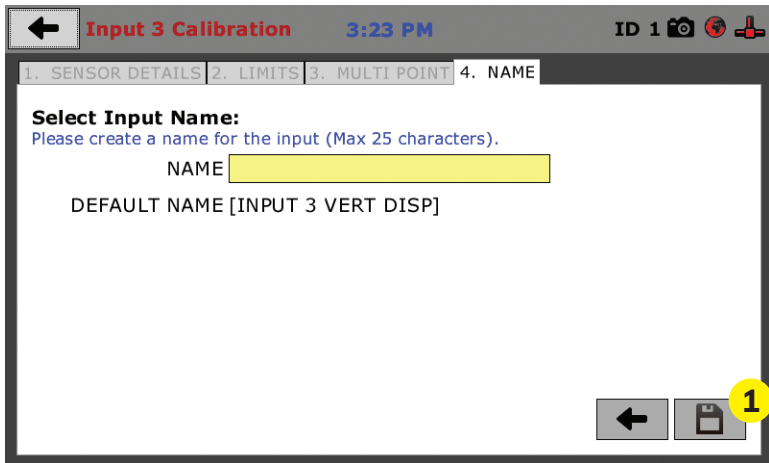 Input 3 Calibration 3:23 PM ID 1
1. SENSOR DETAILS 2. LIMITS 3. MULTI POINT 4. NAME
Select Input Name:
Please create a name for the input (Max 25 characters).
NAME
DEFAULT NAME [INPUT 3 VERT DISP]
1